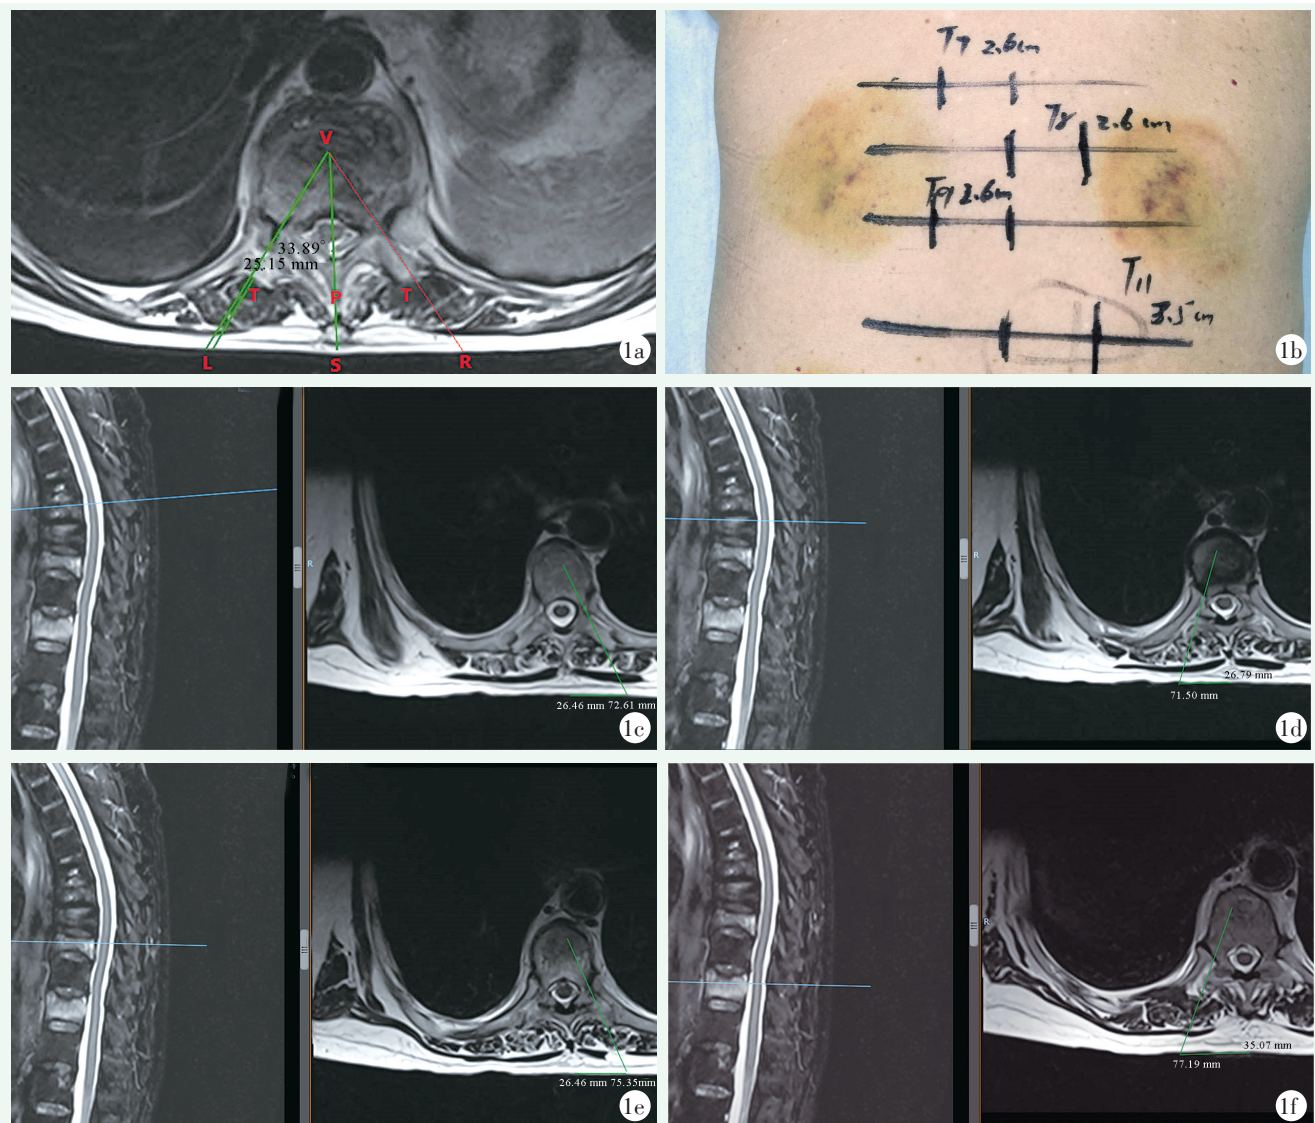 V
33.89°
25.15 mm
T P T
L S R
1a
T7 2.6cm
T8 2.6cm
T9 2.6cm
T11
3.5cm
1b
R
26.46 mm 72.61 mm
1c
R
26.79 mm
71.50 mm
1d
26.46 mm 75.35mm
1e
R
35.07 mm
77.19 mm
1f